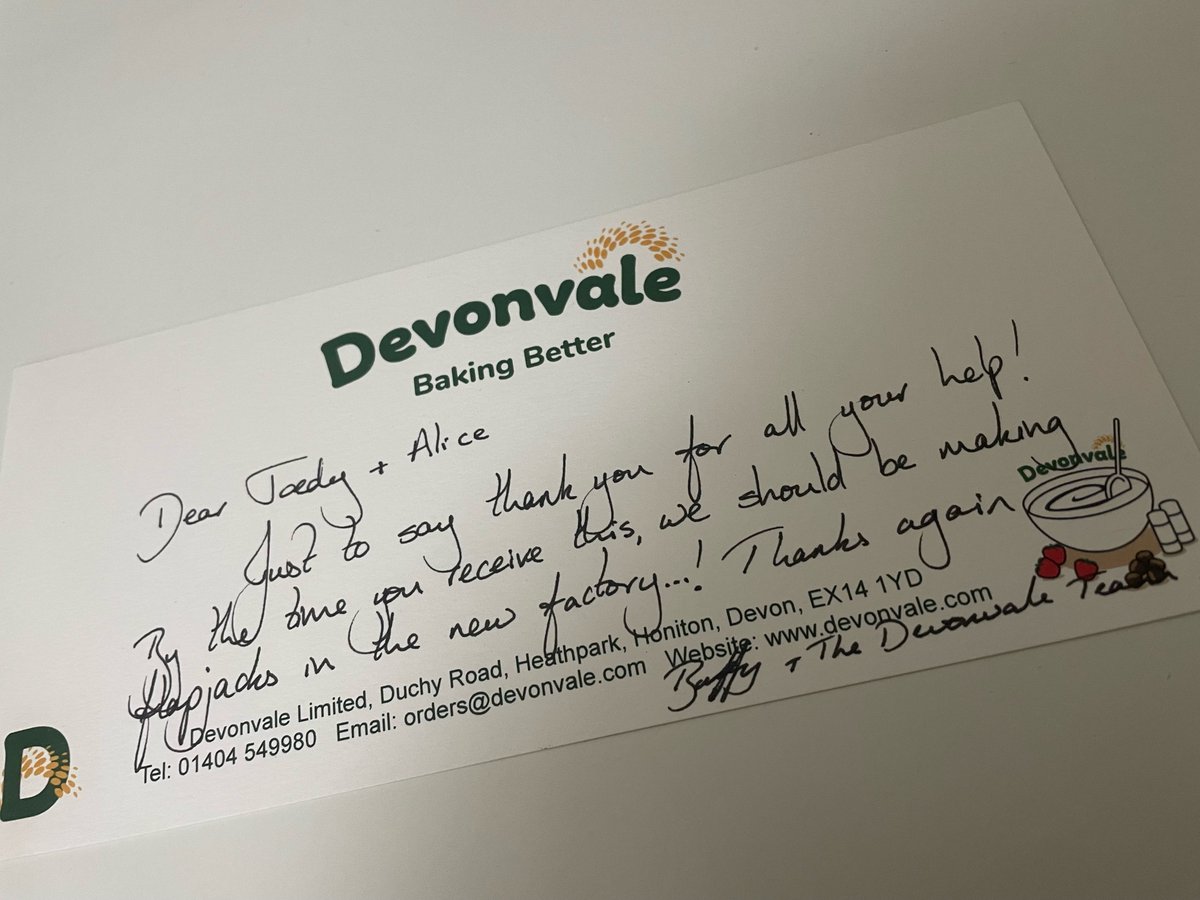 Devonvale
Baking Better
Dear Toedy + Alice
Just to say thank you for all your help!
By the time you receive this, we should be making
flapjacks in the new factory...! Thanks again
Devonvale
Devonvale Limited, Duchy Road, Heathpark, Honiton, Devon, EX14 1YD
Tel: 01404 549980 Email: orders@devonvale.com Website: www.devonvale.com
Buffy + The Devonvale Team
D